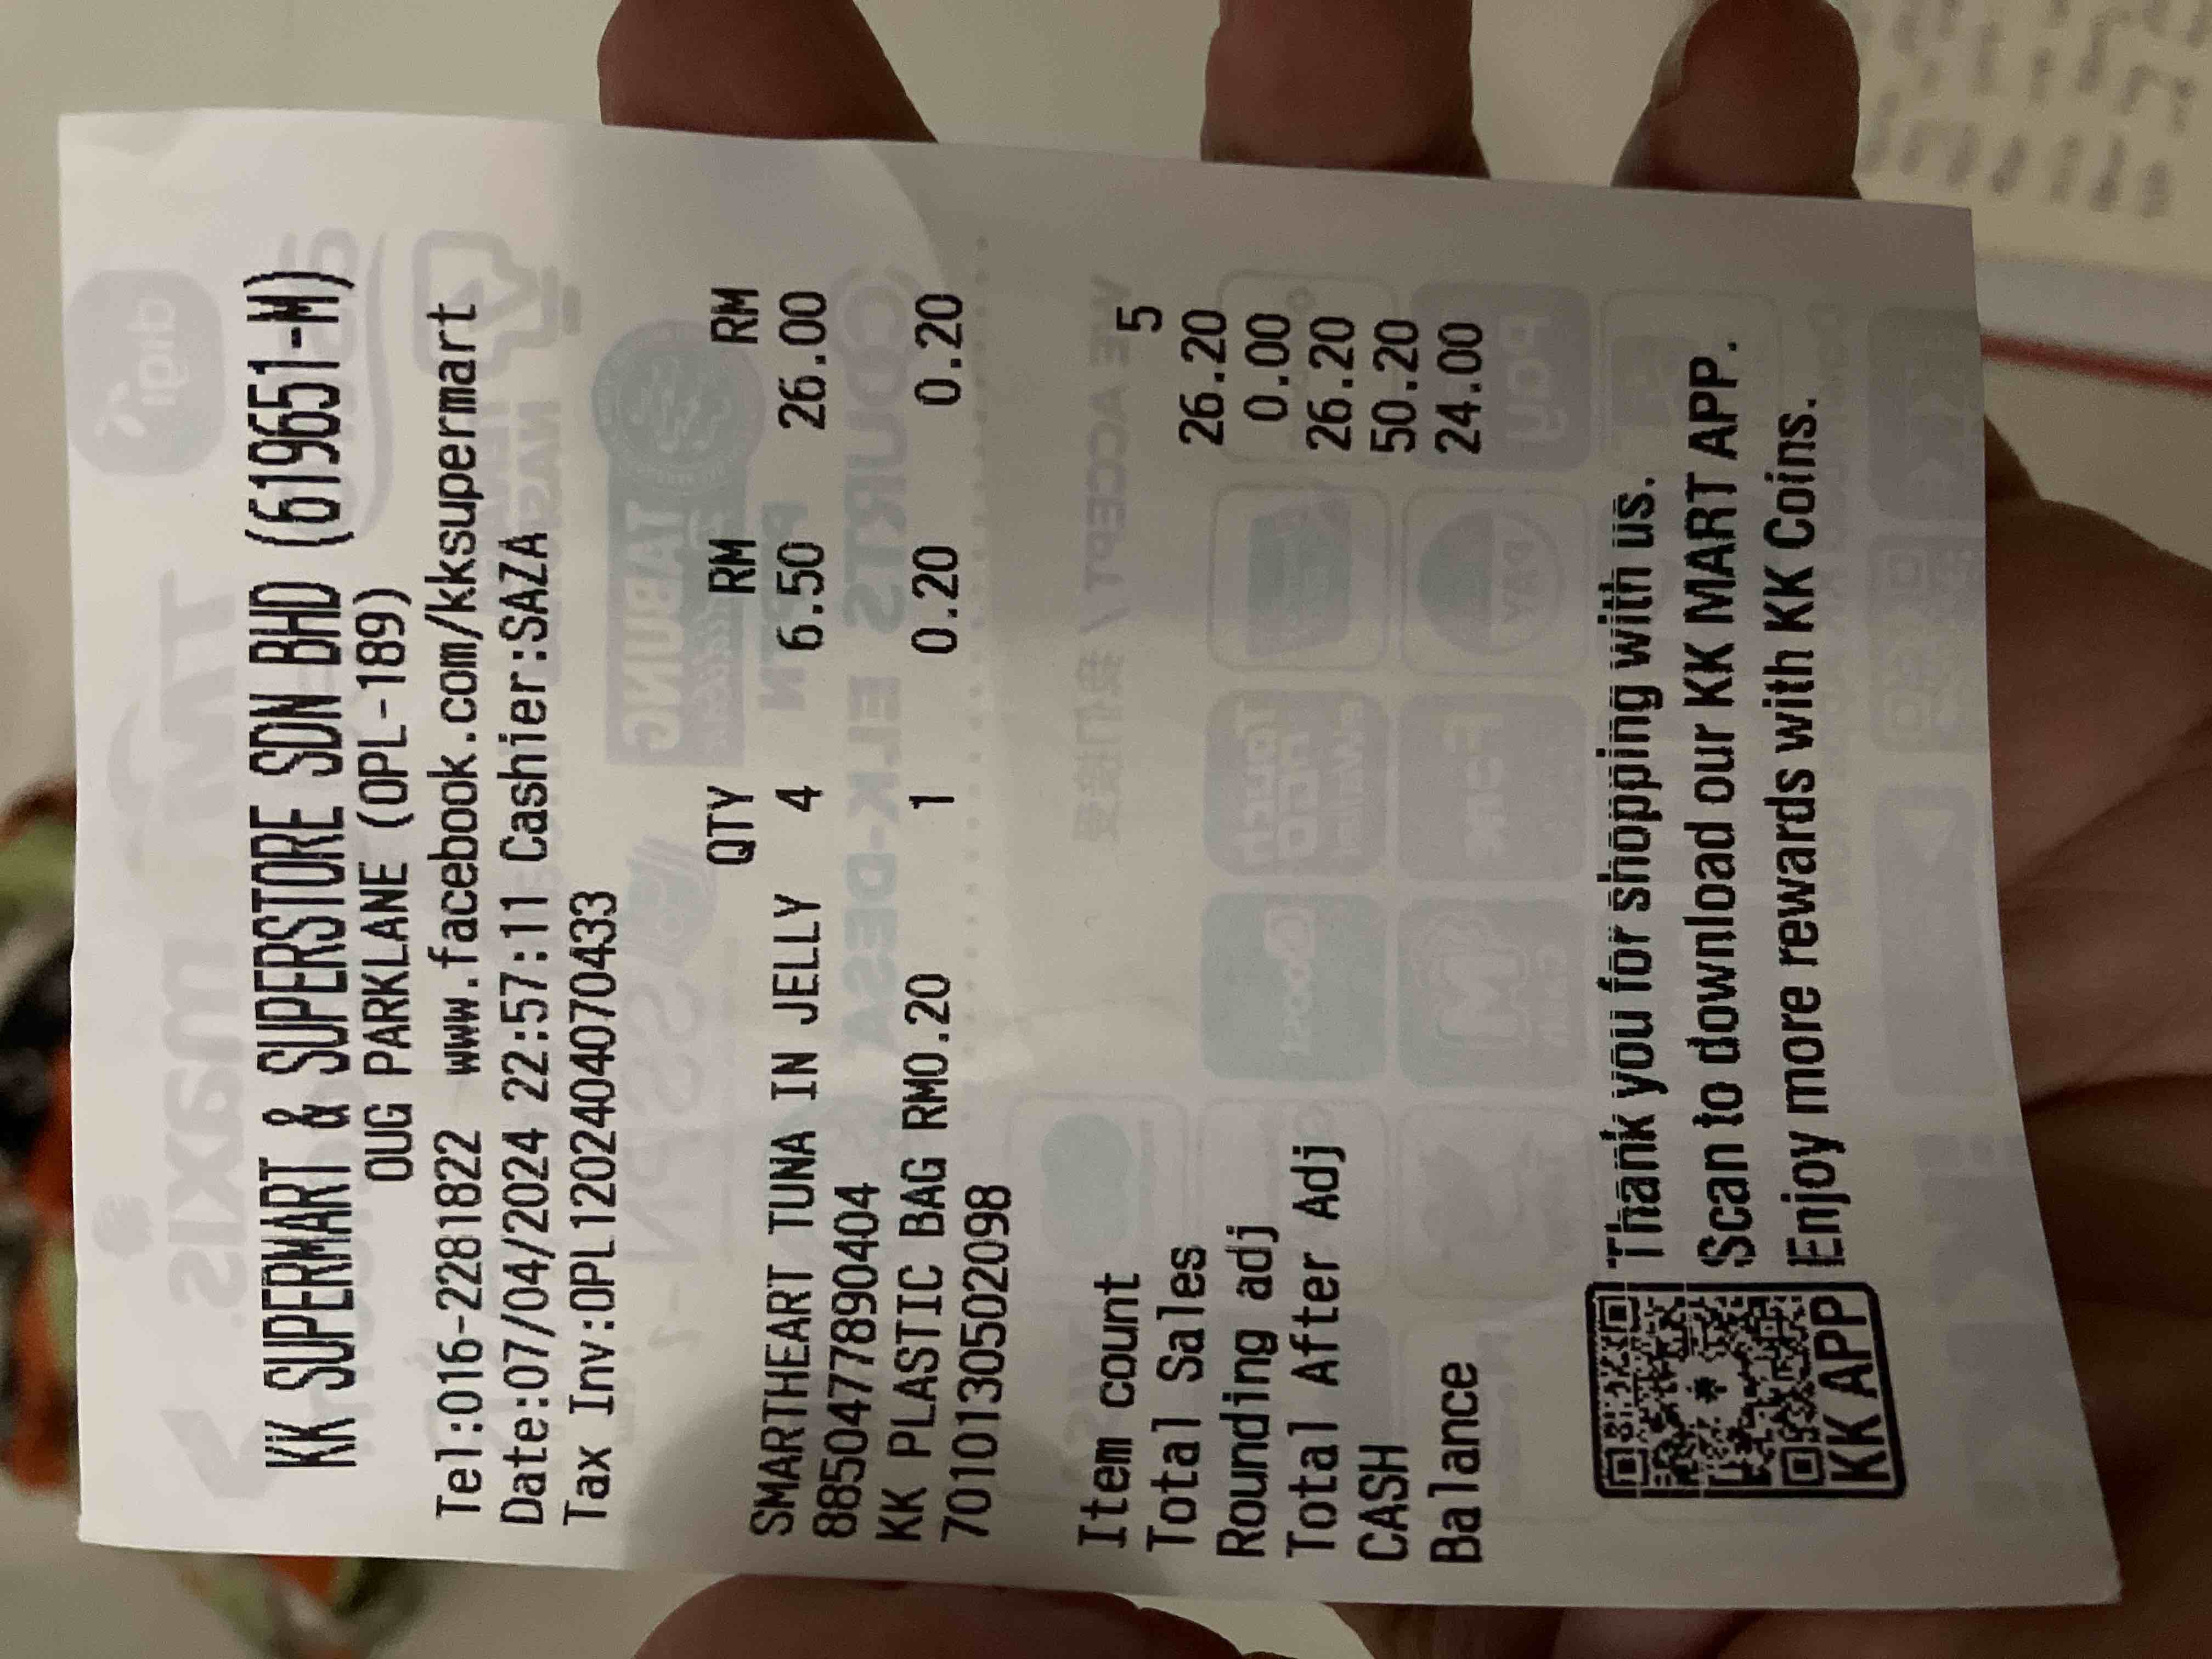 KK SUPERMART & SUPERSTORE SDN BHD (619651-M)
OUG PARKLANE (OPL-189)
Tel:016-2281822 www.facebook.com/kksupermart
Date:07/04/2024 22:57:11 Cashier:SAZA
Tax Inv:OPL1202404070433
QTY RM RM
SMARTHEART TUNA IN JELLY 4 6.50 26.00
8850477890404
KK PLASTIC BAG RM0.20 1 0.20 0.20
7010130502098
Item count 5
Total Sales 26.20
Rounding adj 0.00
Total After Adj 26.20
CASH 50.20
Balance 24.00
Thank you for shopping with us.
Scan to download our KK MART APP.
Enjoy more rewards with KK Coins.
KK APP